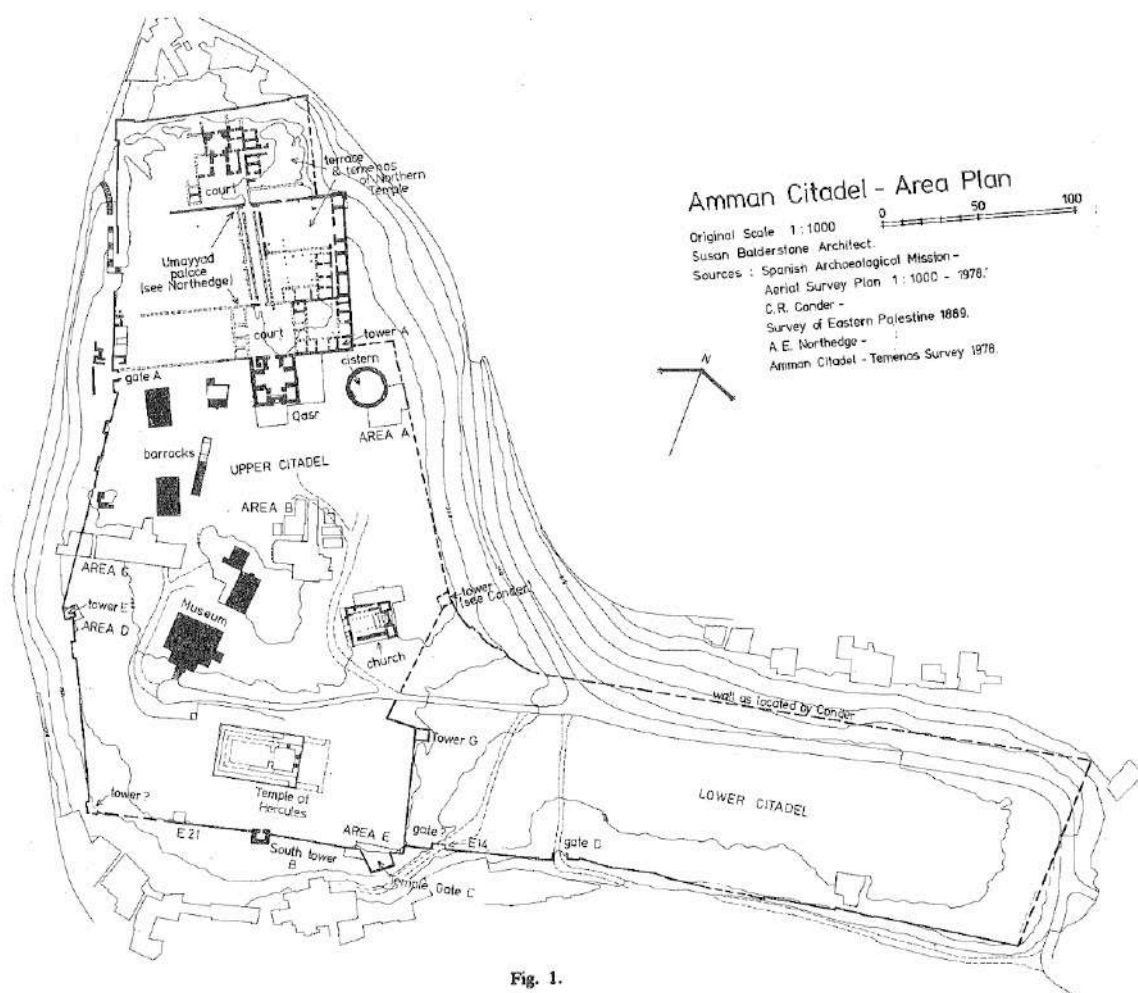 Amman Citadel - Area Plan
0 50 100
Original Scale 1:1000
Susan Balderstone Architect.
Sources : Spanish Archaeological Mission -
Aerial Survey Plan 1:1000 - 1978.
C.R. Conder -
Survey of Eastern Palestine 1889.
A.E. Northedge -
Amman Citadel - Temenos Survey 1978.
N
terrace
& temenos
of Northern
Temple
court
Umayyad
palace
(see Northedge)
court
tower A
cistern
gate A
Qasr
AREA A
barracks
UPPER CITADEL
AREA B
AREA C
tower E
AREA D
Museum
tower
(see Conder)
church
wall as located by Conder
Tower G
Temple of
Hercules
LOWER CITADEL
tower ?
E21
South tower
B
AREA E
gate ?
E14
gate D
Temple Gate C
Fig. 1.